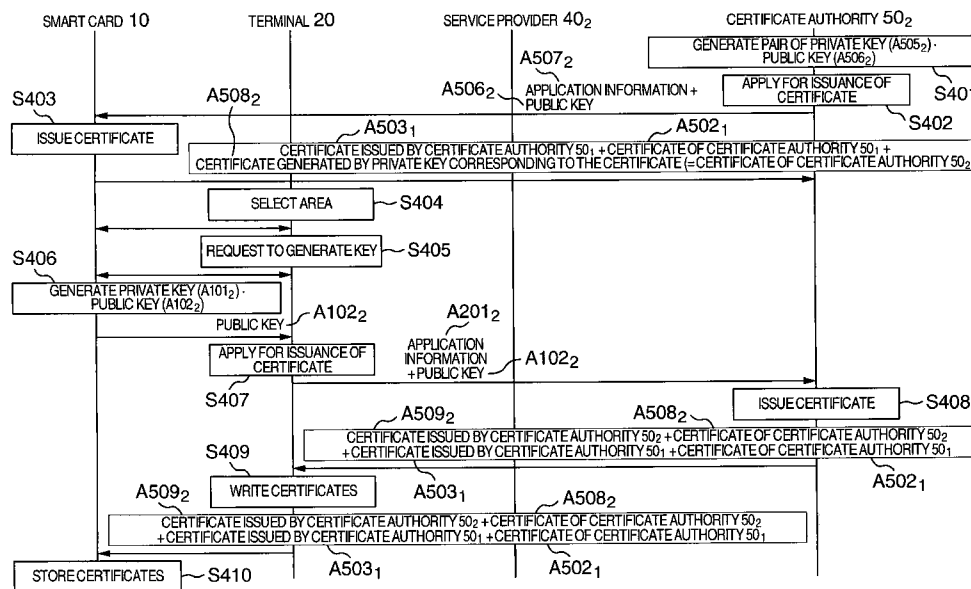 SMART CARD 10
TERMINAL 20
SERVICE PROVIDER 40₂
CERTIFICATE AUTHORITY 50₂
GENERATE PAIR OF PRIVATE KEY (A505₂)·
PUBLIC KEY (A506₂)
S401
A507₂
A506₂
APPLICATION INFORMATION +
PUBLIC KEY
APPLY FOR ISSUANCE OF
CERTIFICATE
S402
S403
A508₂
ISSUE CERTIFICATE
A503₁
A502₁
CERTIFICATE ISSUED BY CERTIFICATE AUTHORITY 50₁ + CERTIFICATE OF CERTIFICATE AUTHORITY 50₁ +
CERTIFICATE GENERATED BY PRIVATE KEY CORRESPONDING TO THE CERTIFICATE (=CERTIFICATE OF CERTIFICATE AUTHORITY 50₂
SELECT AREA
S404
REQUEST TO GENERATE KEY
S405
S406
GENERATE PRIVATE KEY (A101₂)·
PUBLIC KEY (A102₂)
PUBLIC KEY
A102₂
A201₂
APPLY FOR ISSUANCE OF
CERTIFICATE
S407
APPLICATION
INFORMATION
+PUBLIC KEY
A102₂
ISSUE CERTIFICATE
S408
A509₂
A508₂
CERTIFICATE ISSUED BY CERTIFICATE AUTHORITY 50₂ + CERTIFICATE OF CERTIFICATE AUTHORITY 50₂
+CERTIFICATE ISSUED BY CERTIFICATE AUTHORITY 50₁ + CERTIFICATE OF CERTIFICATE AUTHORITY 50₁
S409
A503₁
A502₁
WRITE CERTIFICATES
A509₂
A508₂
CERTIFICATE ISSUED BY CERTIFICATE AUTHORITY 50₂ +CERTIFICATE OF CERTIFICATE AUTHORITY 50₂
+CERTIFICATE ISSUED BY CERTIFICATE AUTHORITY 50₁ +CERTIFICATE OF CERTIFICATE AUTHORITY 50₁
A503₁
A502₁
STORE CERTIFICATES
S410